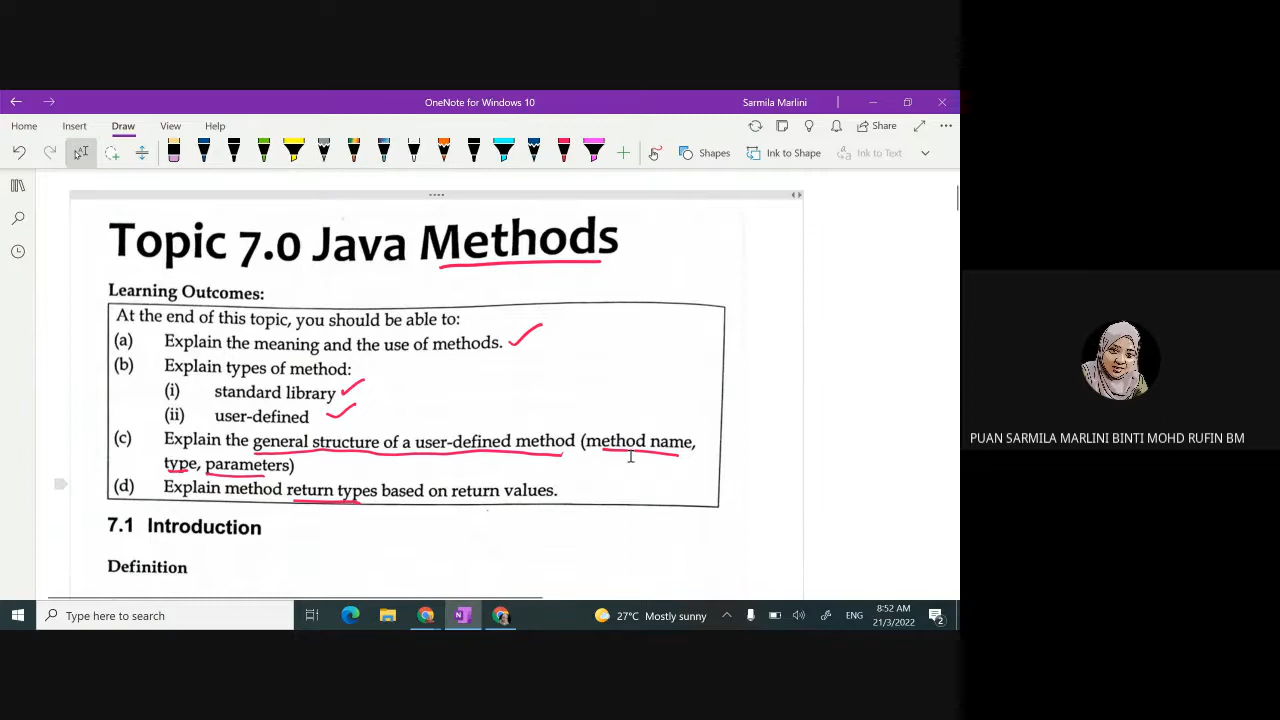 OneNote for Windows 10
Sarmila Marlini
Home Insert Draw View Help
Share
Shapes Ink to Shape Ink to Text
Topic 7.0 Java Methods
Learning Outcomes:
At the end of this topic, you should be able to:
(a) Explain the meaning and the use of methods.
(b) Explain types of method:
(i) standard library
(ii) user-defined
(c) Explain the general structure of a user-defined method (method name,
type, parameters)
(d) Explain method return types based on return values.
7.1 Introduction
Definition
PUAN SARMILA MARLINI BINTI MOHD RUFIN BM
Type here to search
27°C Mostly sunny
ENG
8:52 AM
21/3/2022
2